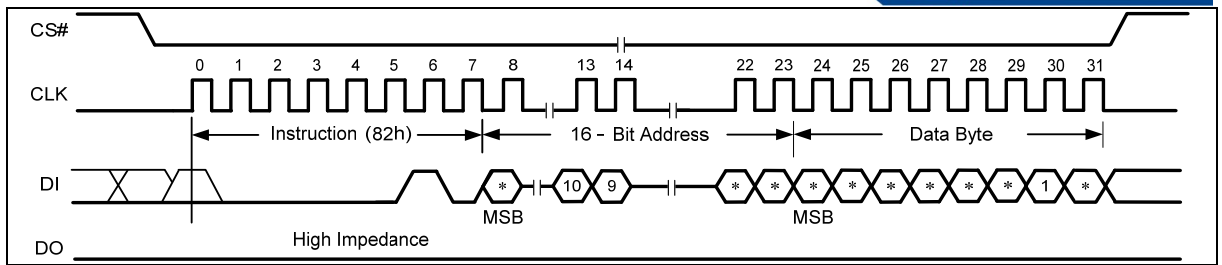 CS#
0 1 2 3 4 5 6 7 8 13 14 22 23 24 25 26 27 28 29 30 31
CLK
Instruction (82h) 16 - Bit Address Data Byte
DI * 10 9 * * * * * * * * 1 *
MSB MSB
High Impedance
DO